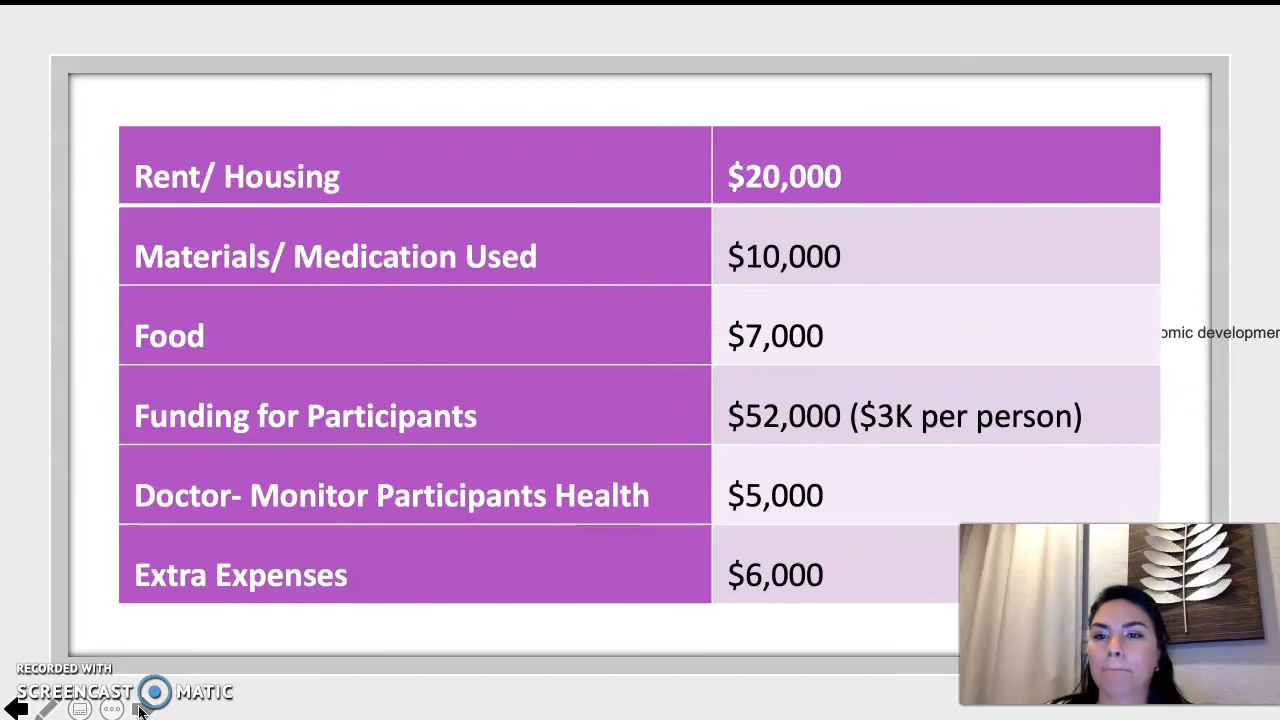 Rent/ Housing $20,000
Materials/ Medication Used $10,000
Food $7,000
Funding for Participants $52,000 ($3K per person)
Doctor- Monitor Participants Health $5,000
Extra Expenses $6,000
omic developmen
RECORDED WITH
SCREENCAST MATIC